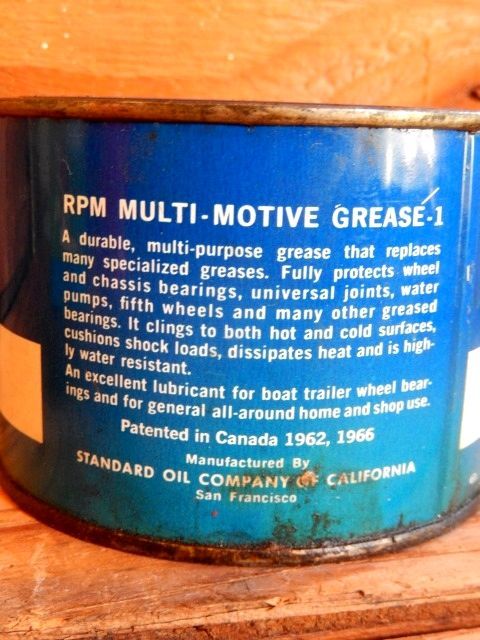 RPM MULTI-MOTIVE GREASE-1
A durable, multi-purpose grease that replaces
many specialized greases. Fully protects wheel
and chassis bearings, universal joints, water
pumps, fifth wheels and many other greased
bearings. It clings to both hot and cold surfaces,
cushions shock loads, dissipates heat and is high-
ly water resistant.
An excellent lubricant for boat trailer wheel bear-
ings and for general all-around home and shop use.
Patented in Canada 1962, 1966
Manufactured By
STANDARD OIL COMPANY OF CALIFORNIA
San Francisco